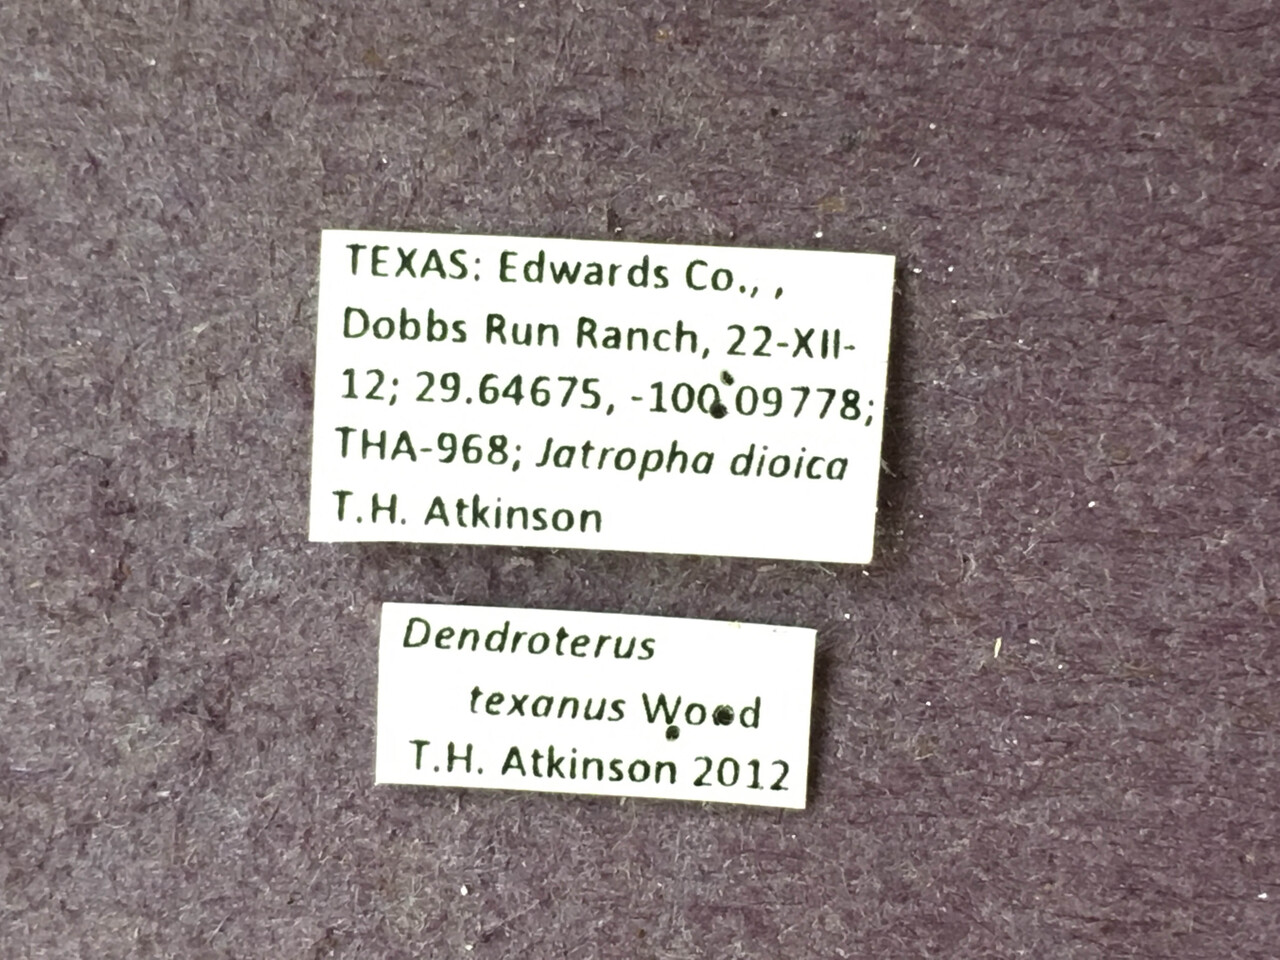 TEXAS: Edwards Co., ,
Dobbs Run Ranch, 22-XII-
12; 29.64675, -100.09778;
THA-968; Jatropha dioica
T.H. Atkinson
Dendroterus
texanus Wood
T.H. Atkinson 2012